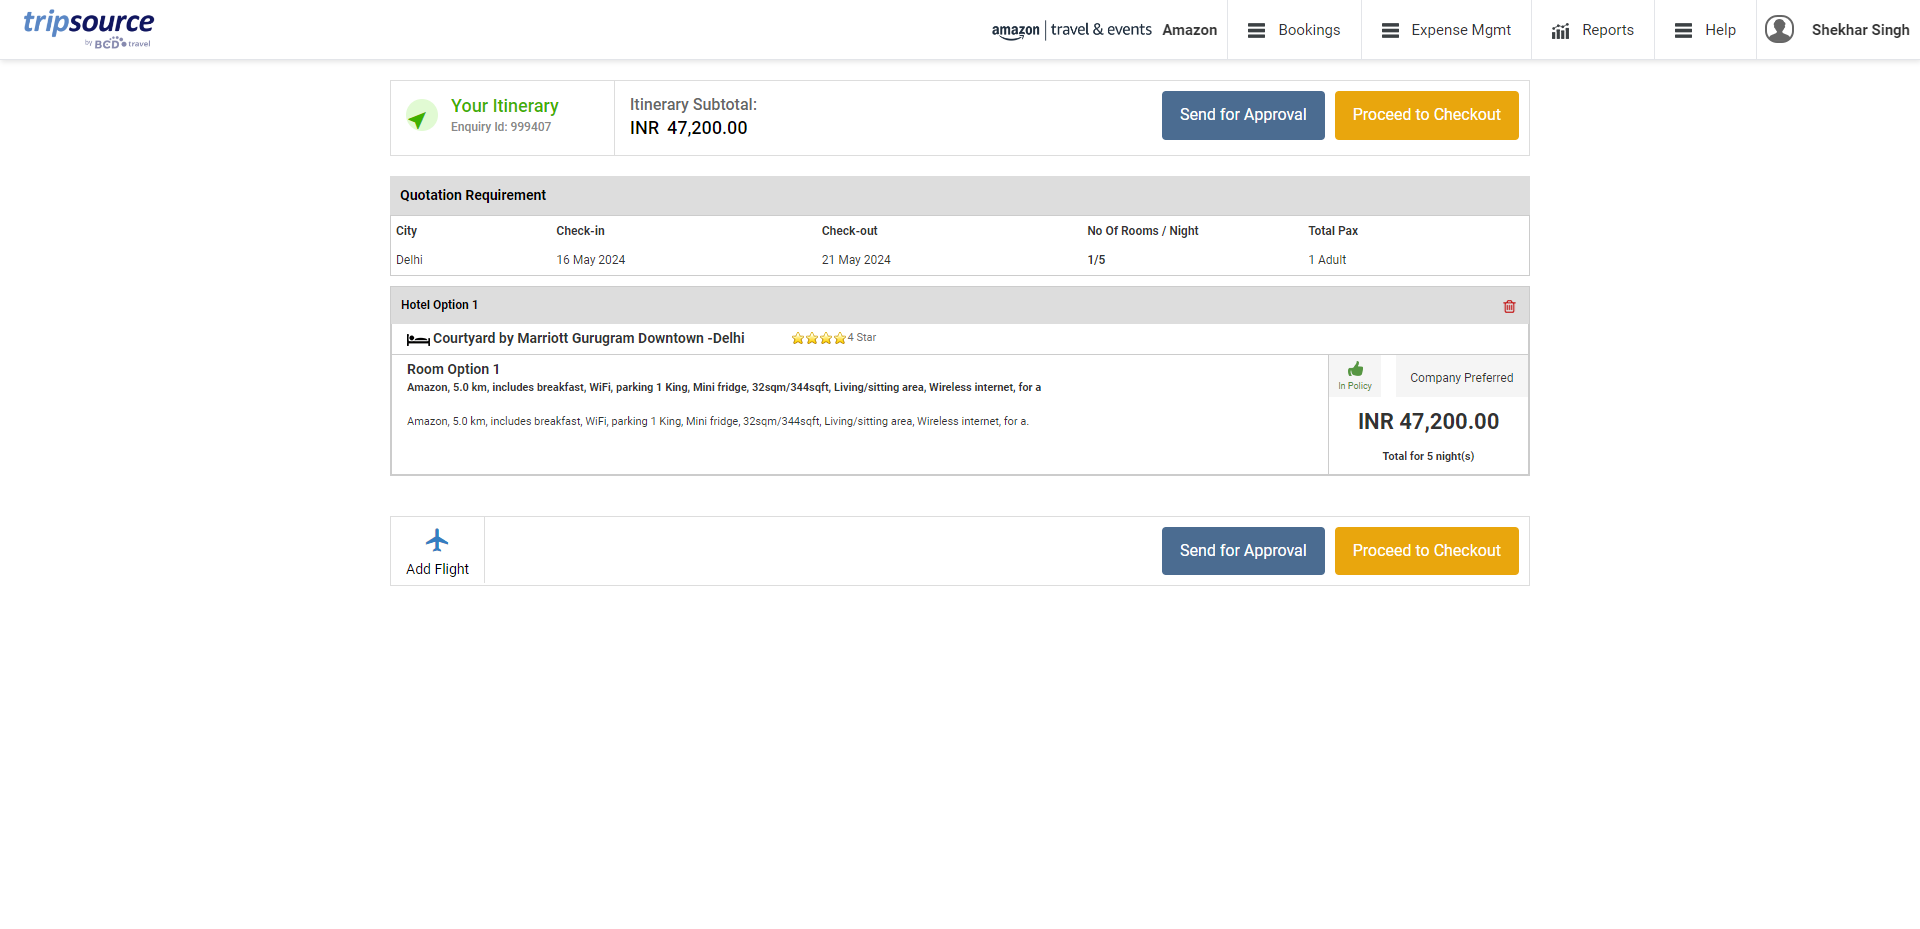 tripsource
by BCD travel
amazon | travel & events Amazon
Bookings
Expense Mgmt
Reports
Help
Shekhar Singh
Your Itinerary
Enquiry Id: 999407
Itinerary Subtotal:
INR 47,200.00
Send for Approval
Proceed to Checkout
Quotation Requirement
City Check-in Check-out No Of Rooms / Night Total Pax
Delhi 16 May 2024 21 May 2024 1/5 1 Adult
Hotel Option 1
Courtyard by Marriott Gurugram Downtown -Delhi 4 Star
Room Option 1
Amazon, 5.0 km, includes breakfast, WiFi, parking 1 King, Mini fridge, 32sqm/344sqft, Living/sitting area, Wireless internet, for a
Amazon, 5.0 km, includes breakfast, WiFi, parking 1 King, Mini fridge, 32sqm/344sqft, Living/sitting area, Wireless internet, for a.
In Policy
Company Preferred
INR 47,200.00
Total for 5 night(s)
Add Flight
Send for Approval
Proceed to Checkout